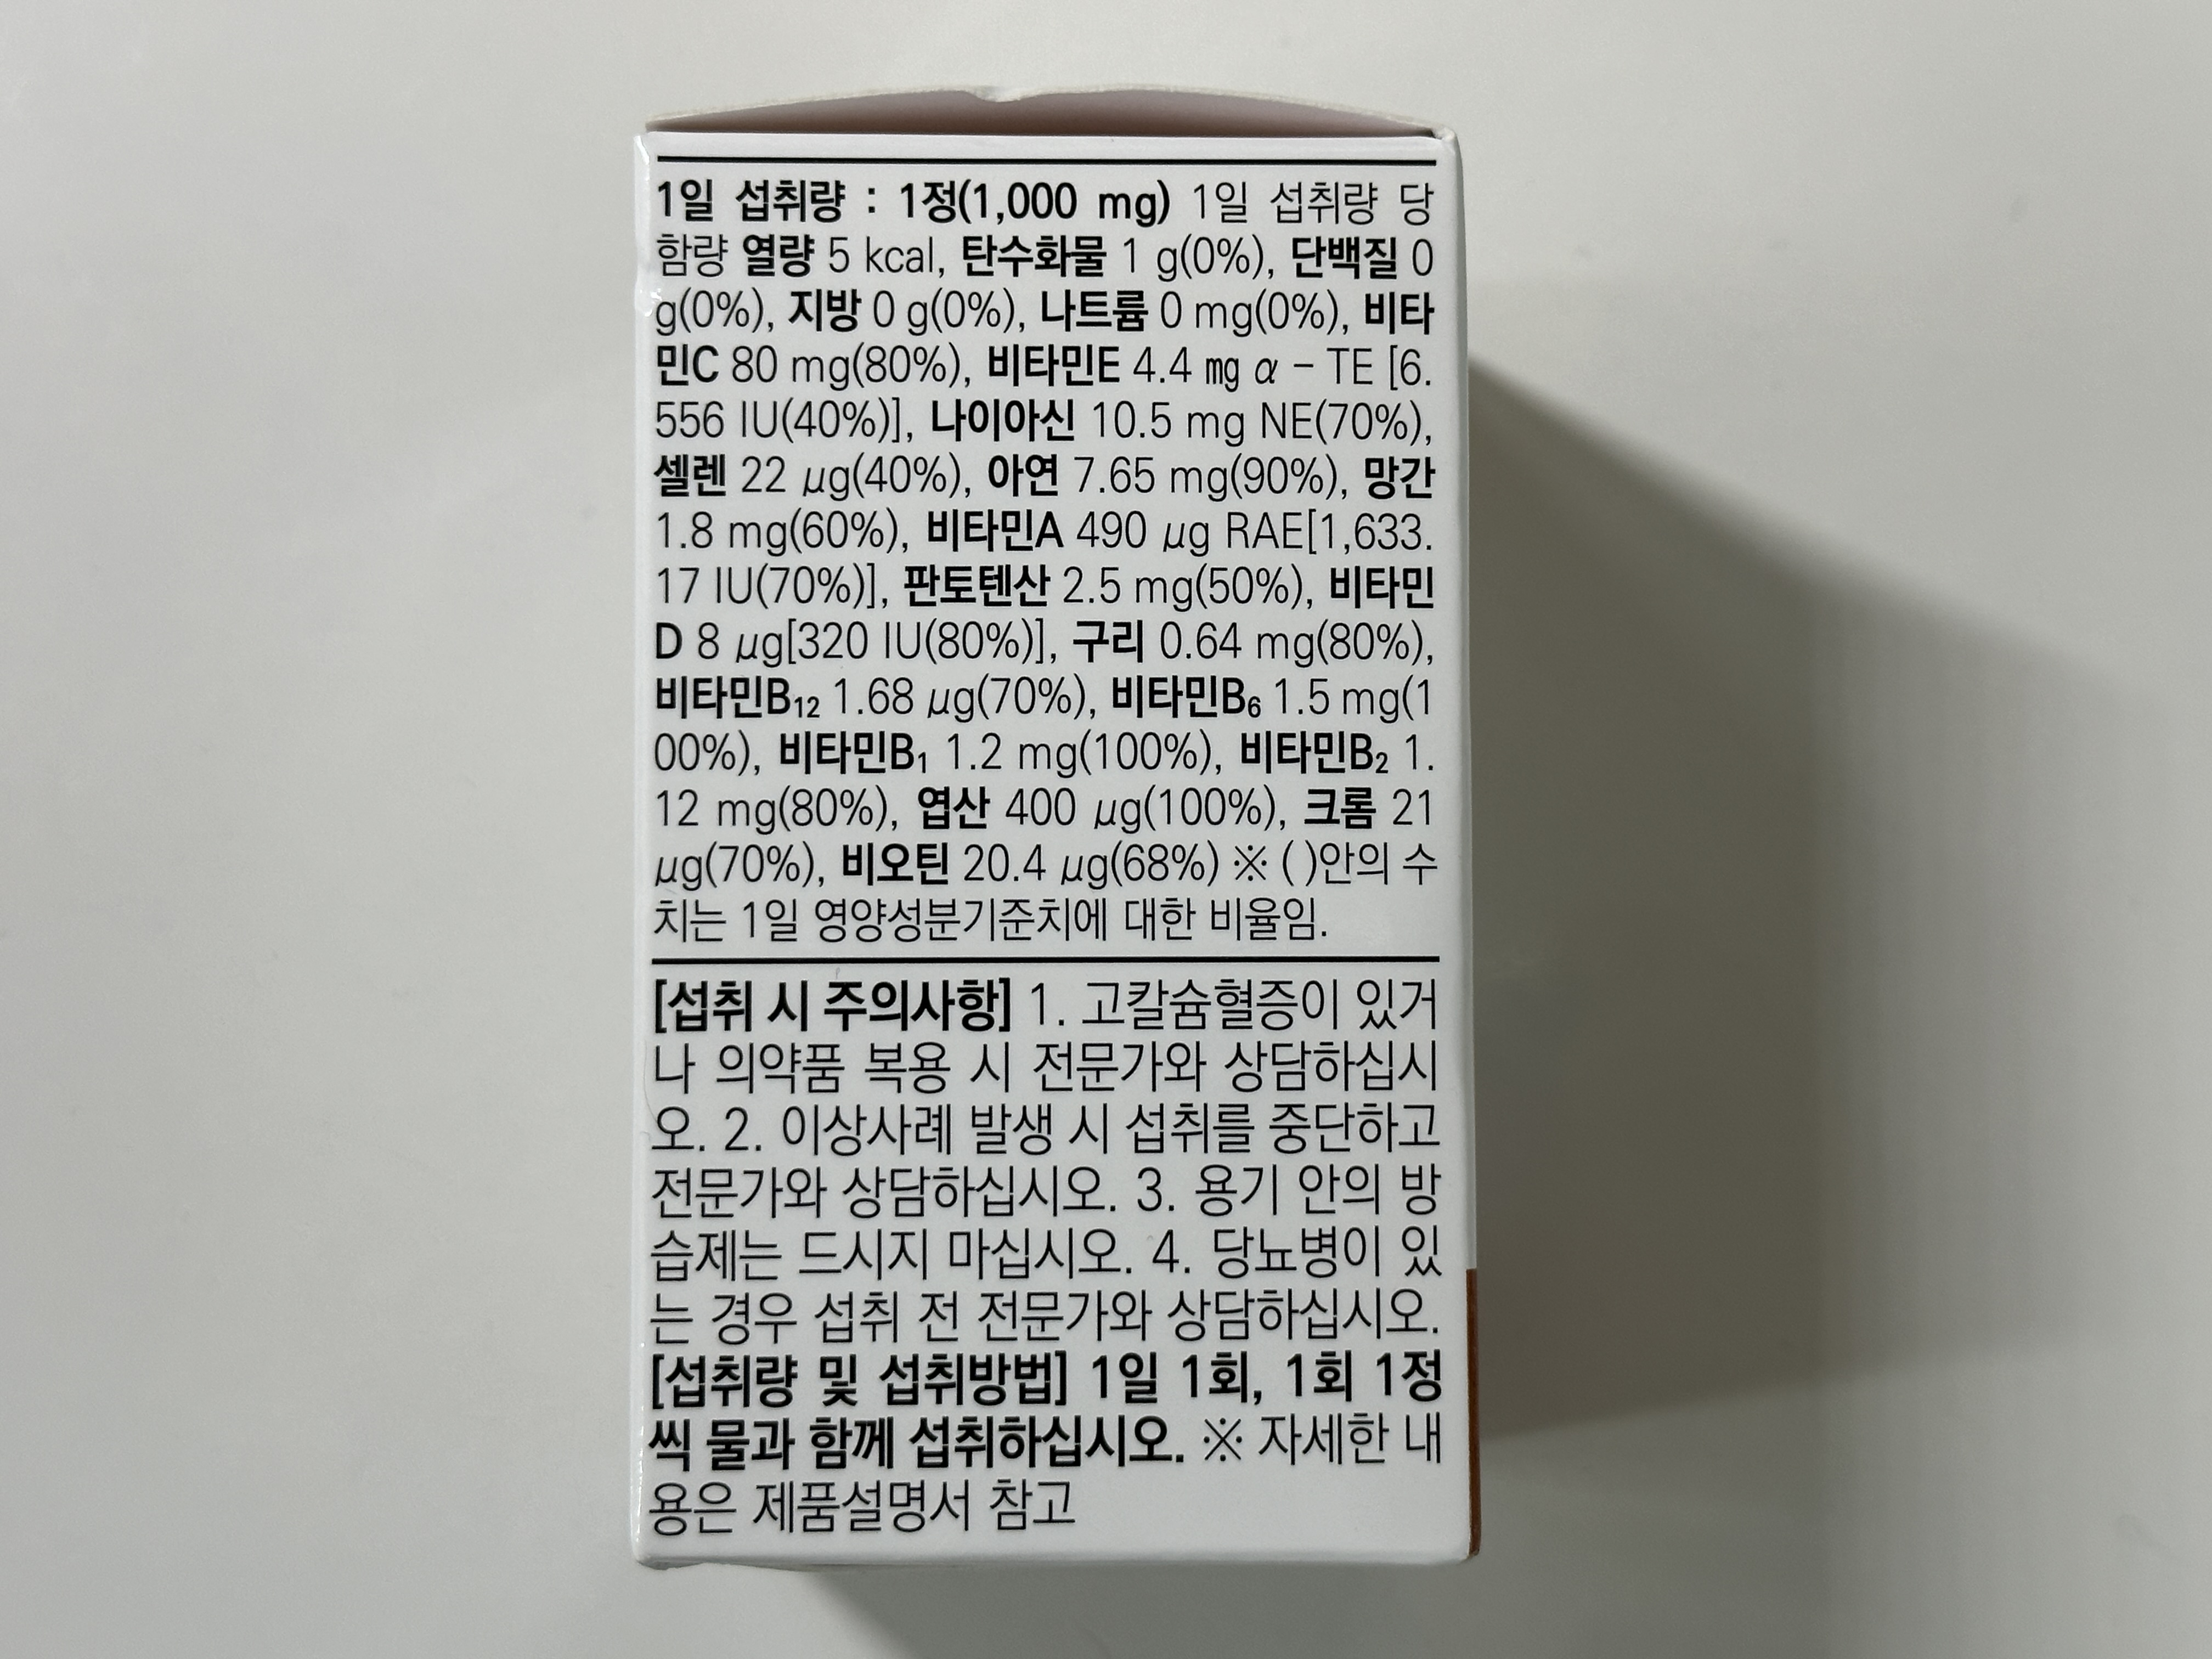 1일 섭취량 : 1정(1,000 mg) 1일 섭취량 당
함량 열량 5 kcal, 탄수화물 1 g(0%), 단백질 0
g(0%), 지방 0 g(0%), 나트륨 0 mg(0%), 비타
민C 80 mg(80%), 비타민E 4.4 ㎎ α – TE [6.
556 IU(40%)], 나이아신 10.5 mg NE(70%),
셀렌 22 μg(40%), 아연 7.65 mg(90%), 망간
1.8 mg(60%), 비타민A 490 μg RAE[1,633.
17 IU(70%)], 판토텐산 2.5 mg(50%), 비타민
D 8 μg[320 IU(80%)], 구리 0.64 mg(80%),
비타민B₁₂ 1.68 μg(70%), 비타민B₆ 1.5 mg(1
00%), 비타민B₁ 1.2 mg(100%), 비타민B₂ 1.
12 mg(80%), 엽산 400 μg(100%), 크롬 21
μg(70%), 비오틴 20.4 μg(68%) ※ ( )안의 수
치는 1일 영양성분기준치에 대한 비율임.
[섭취 시 주의사항] 1. 고칼슘혈증이 있거
나 의약품 복용 시 전문가와 상담하십시
오. 2. 이상사례 발생 시 섭취를 중단하고
전문가와 상담하십시오. 3. 용기 안의 방
습제는 드시지 마십시오. 4. 당뇨병이 있
는 경우 섭취 전 전문가와 상담하십시오.
[섭취량 및 섭취방법] 1일 1회, 1회 1정
씩 물과 함께 섭취하십시오. ※ 자세한 내
용은 제품설명서 참고